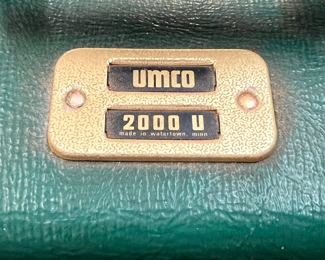 UMCO
2000 U
made in watertown, minn.